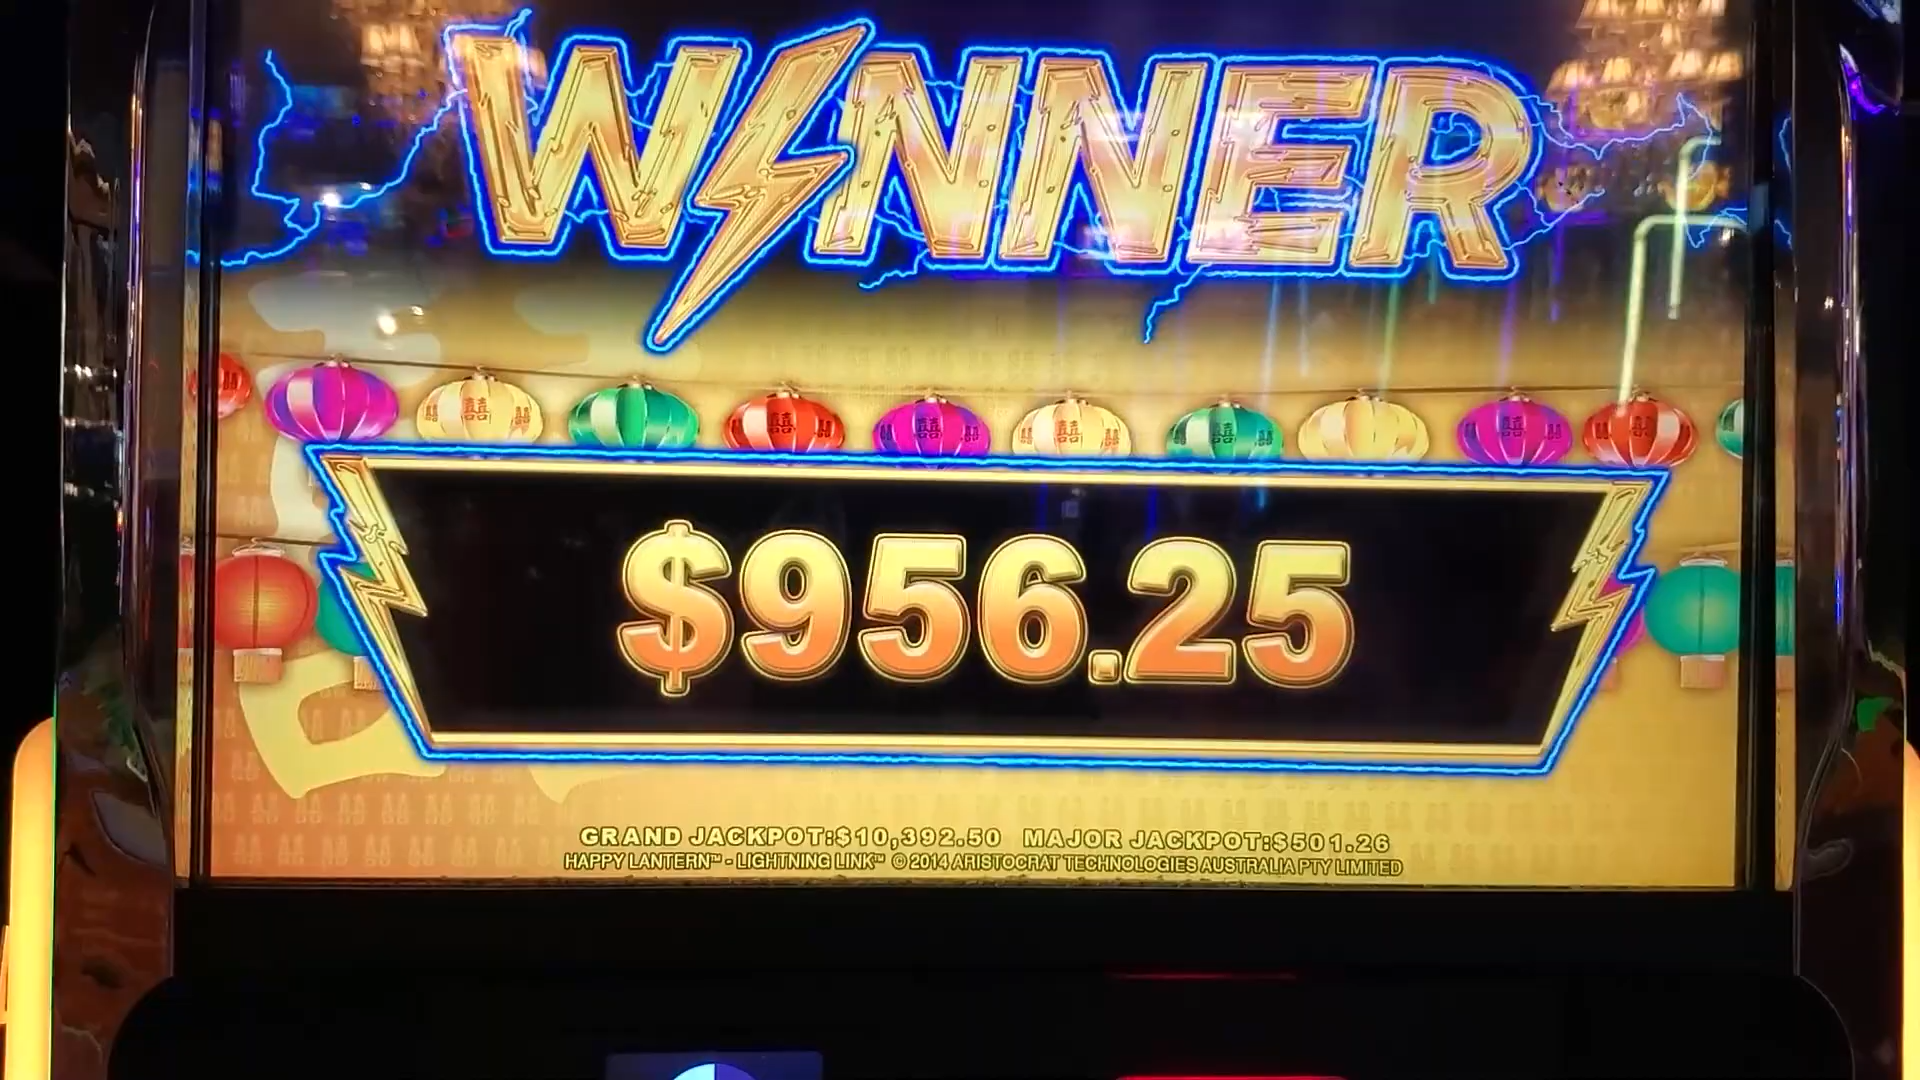 WINNER
$956.25
GRAND JACKPOT:$10,392.50 MAJOR JACKPOT:$501.26
HAPPY LANTERN™ - LIGHTNING LINK™ © 2014 ARISTOCRAT TECHNOLOGIES AUSTRALIA PTY LIMITED